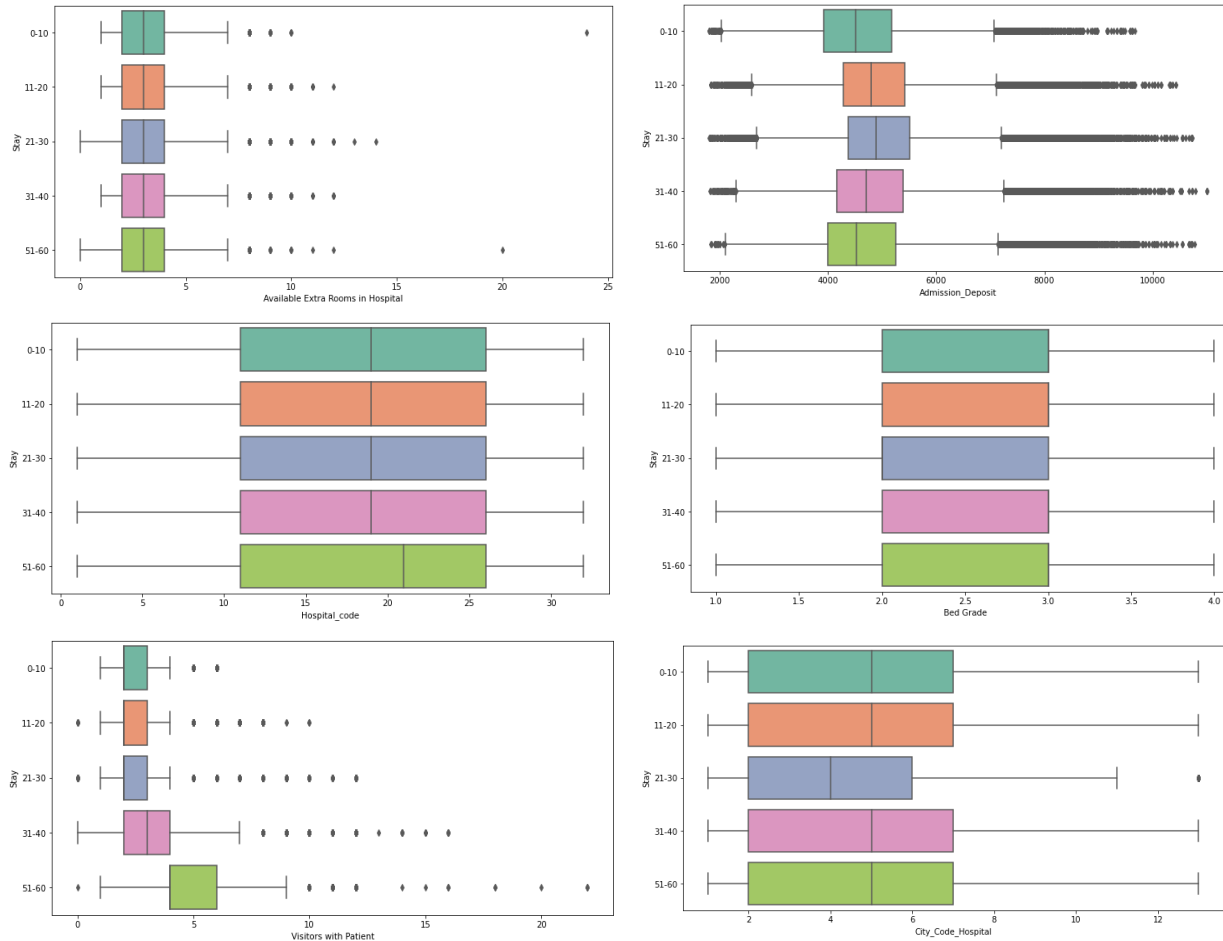 0-10
11-20
21-30
31-40
51-60
Stay
0 5 10 15 20 25
Available Extra Rooms in Hospital
0-10
11-20
21-30
31-40
51-60
Stay
2000 4000 6000 8000 10000
Admission_Deposit
0-10
11-20
21-30
31-40
51-60
Stay
0 5 10 15 20 25 30
Hospital_code
0-10
11-20
21-30
31-40
51-60
Stay
1.0 1.5 2.0 2.5 3.0 3.5 4.0
Bed Grade
0-10
11-20
21-30
31-40
51-60
Stay
0 5 10 15 20
Visitors with Patient
0-10
11-20
21-30
31-40
51-60
Stay
2 4 6 8 10 12
City_Code_Hospital